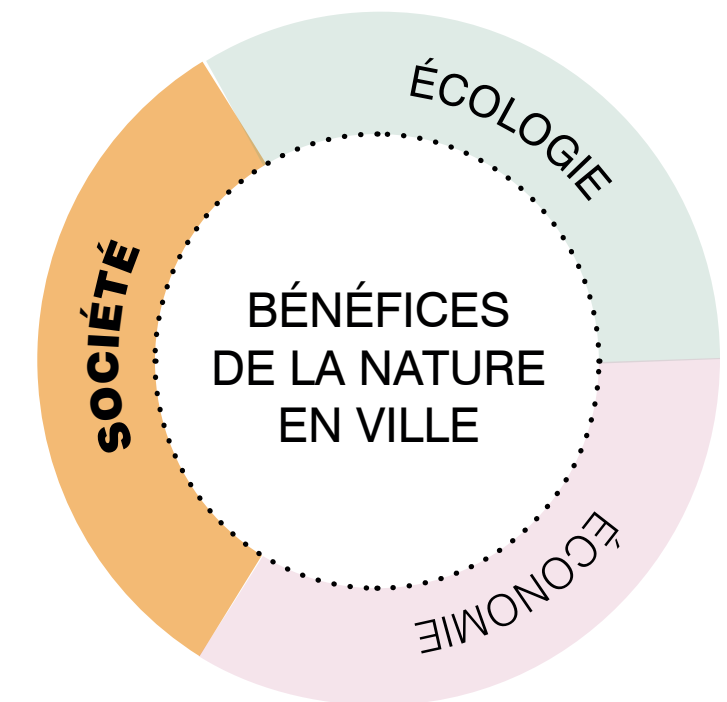 ÉCOLOGIE
SOCIÉTÉ
BÉNÉFICES
DE LA NATURE
EN VILLE
ÉCONOMIE